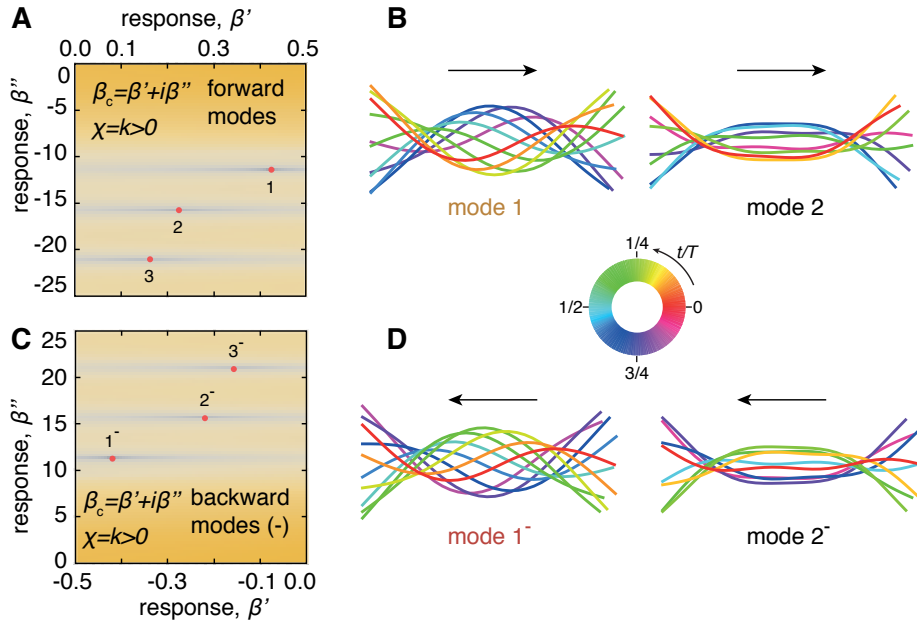 A
response, β′
0.0 0.1 0.3 0.5
response, β″
0
-5
-10
-15
-20
-25
βc=β′+iβ″ forward
χ=k>0 modes
1
2
3
B
mode 1
mode 2
1/4
t/T
1/2
0
3/4
C
response, β″
25
20
15
10
5
0
3-
2-
1-
βc=β′+iβ″ backward
χ=k>0 modes (-)
-0.5 -0.3 -0.1 0.0
response, β′
D
mode 1-
mode 2-